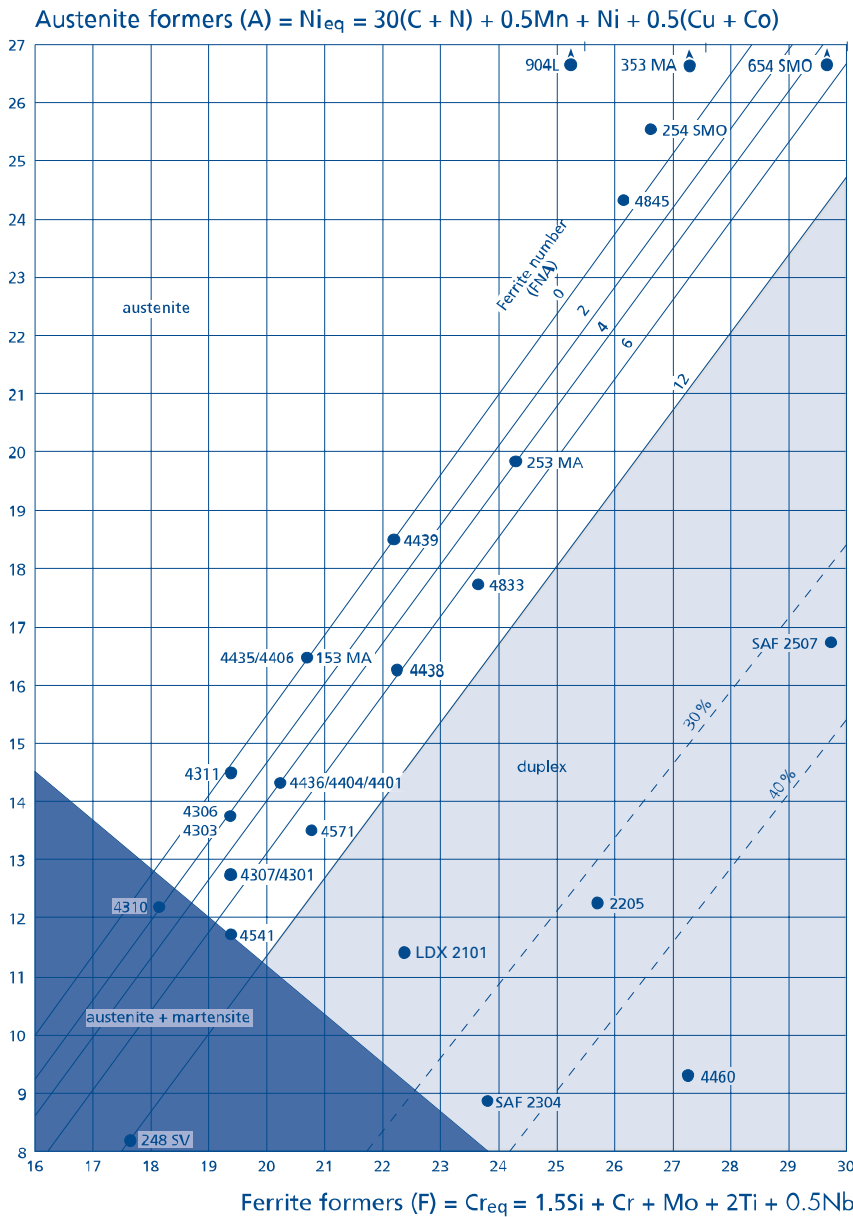 Austenite formers (A) = Nieq = 30(C + N) + 0.5Mn + Ni + 0.5(Cu + Co)
27
904L
353 MA
654 SMO
26
254 SMO
25
4845
24
Ferrite number
(FNA)
23
0
austenite
2
22
4
6
21
12
20
253 MA
19
4439
18
4833
17
SAF 2507
4435/4406
153 MA
4438
16
30%
15
duplex
4311
4436/4404/4401
40%
14
4306
4303
4571
13
4307/4301
4310
2205
12
4541
LDX 2101
11
austenite + martensite
10
9
4460
SAF 2304
248 SV
8
16 17 18 19 20 21 22 23 24 25 26 27 28 29 30
Ferrite formers (F) = Creq = 1.5Si + Cr + Mo + 2Ti + 0.5Nb